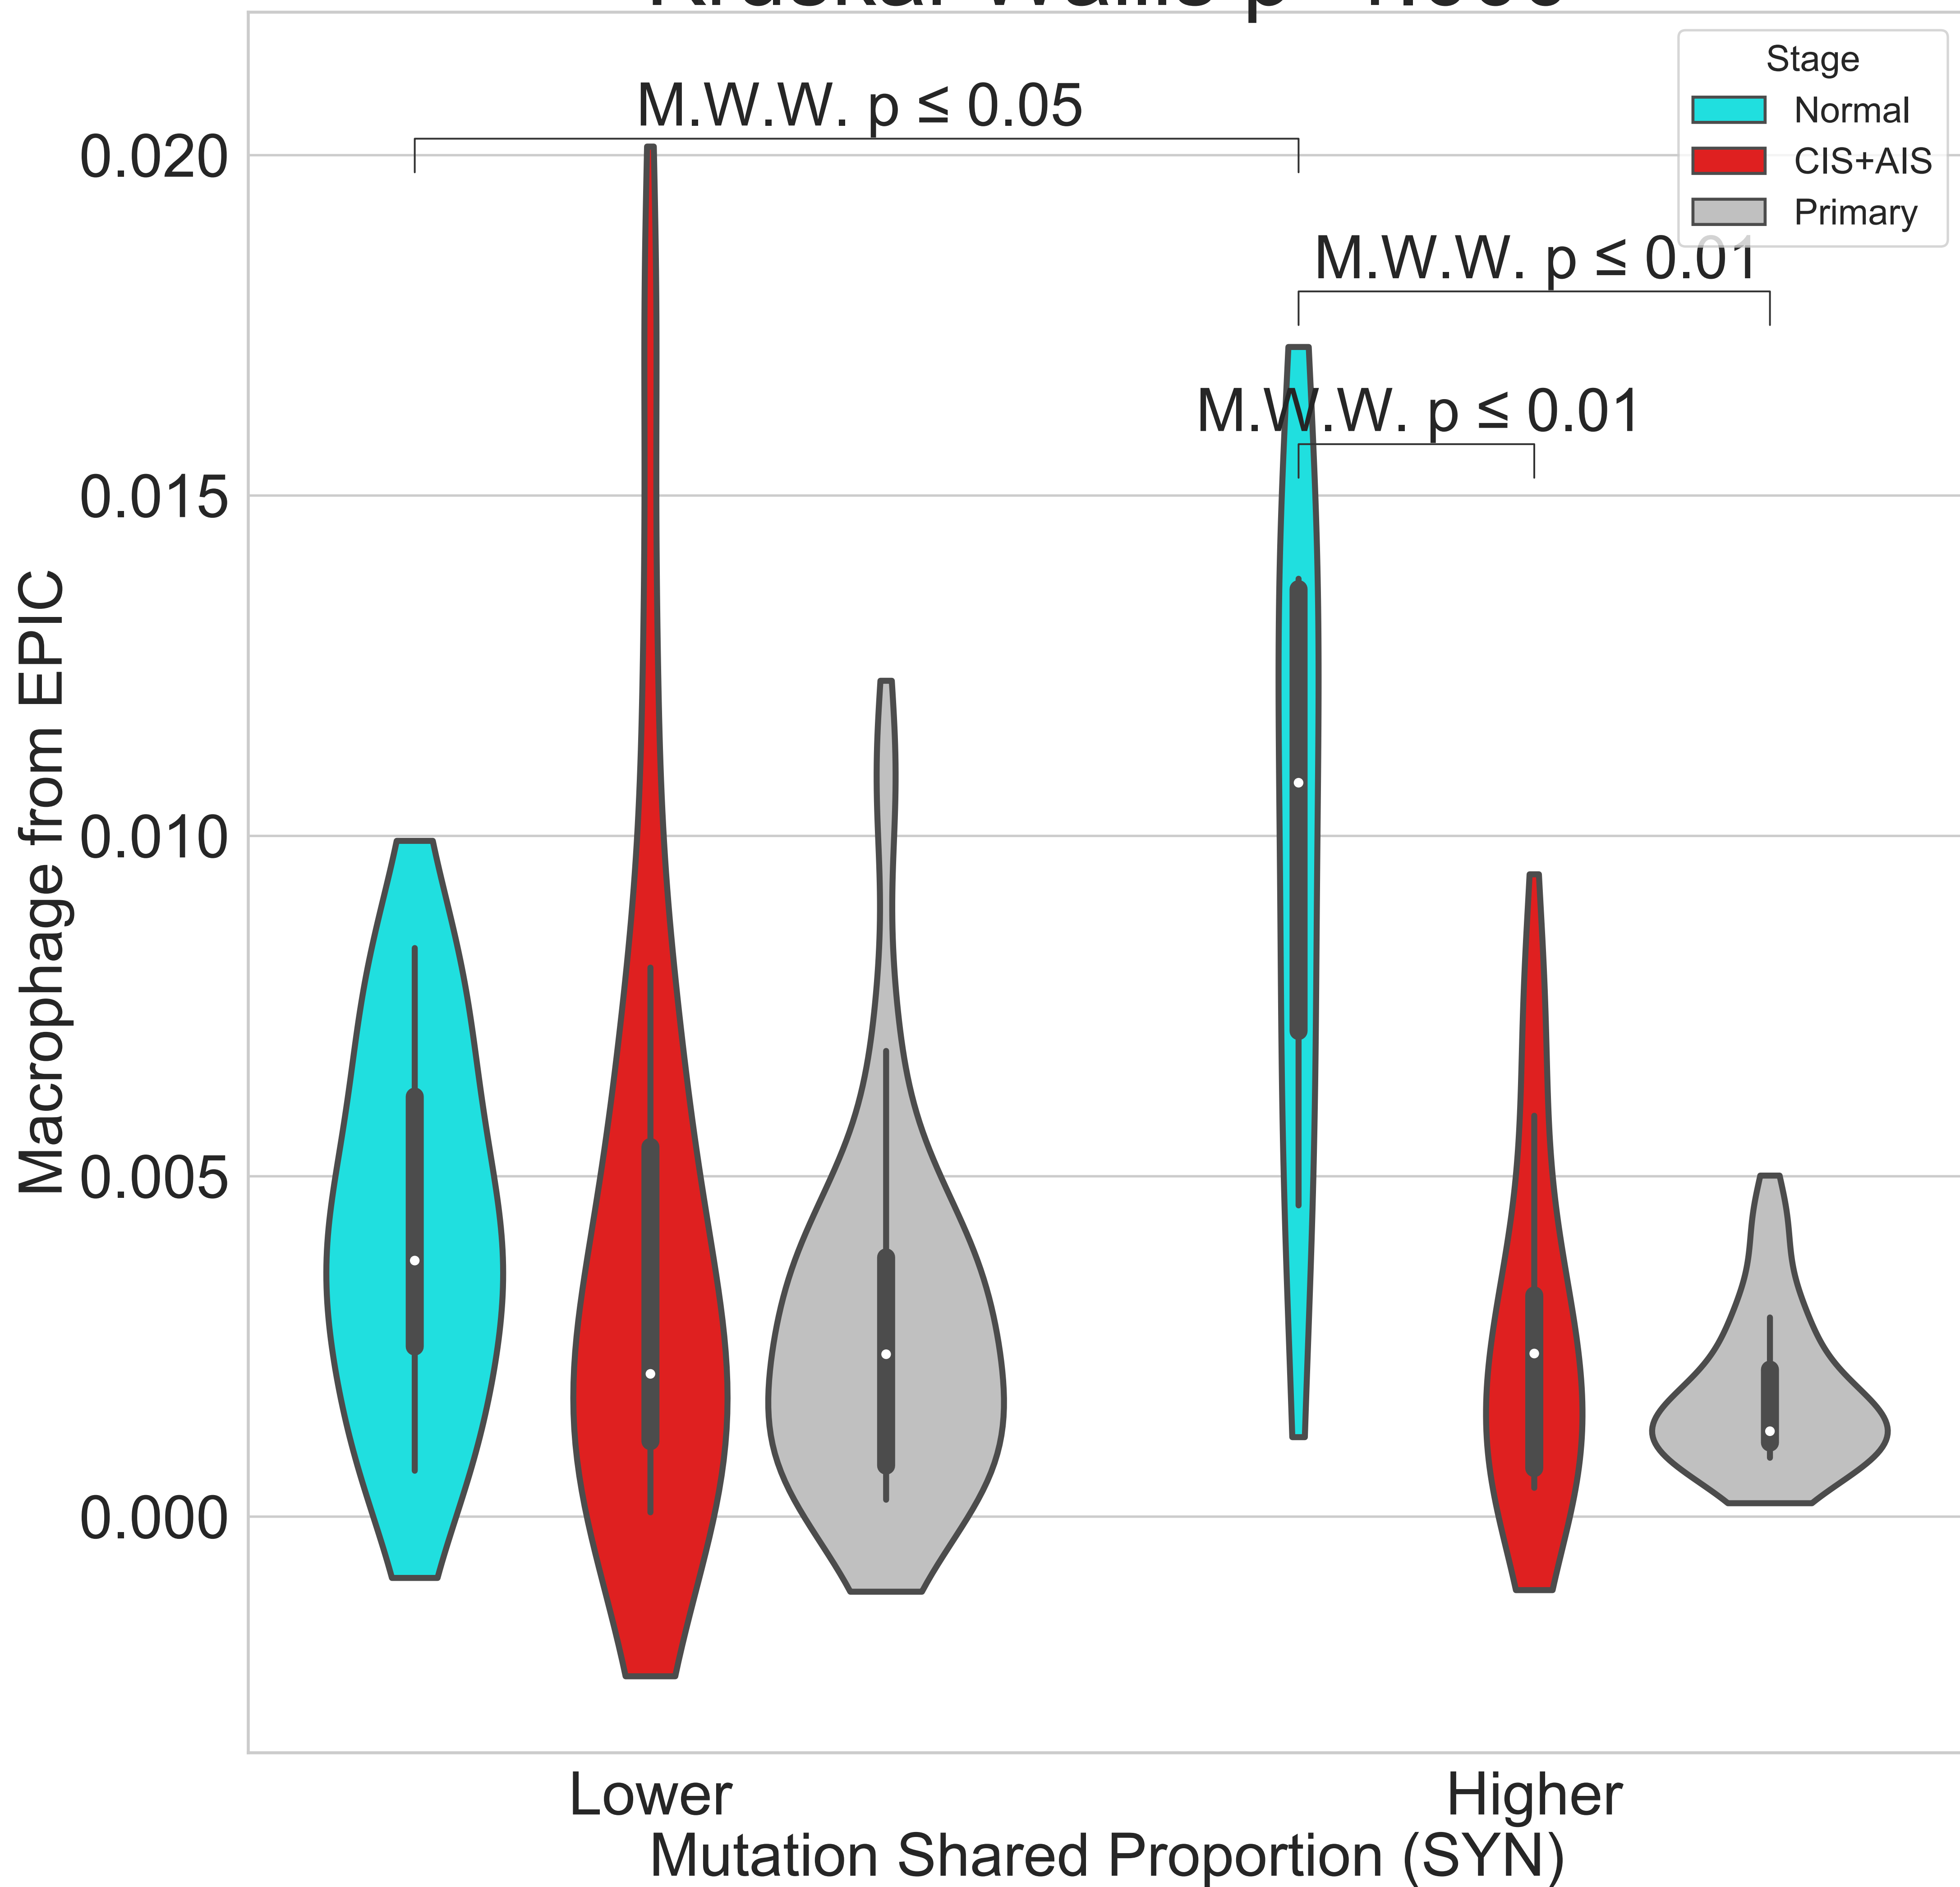 M.W.W. p ≤ 0.05
Stage
Normal
CIS+AIS
Primary
M.W.W. p ≤ 0.01
M.W.W. p ≤ 0.01
0.020
0.015
0.010
0.005
0.000
Macrophage from EPIC
Lower
Higher
Mutation Shared Proportion (SYN)